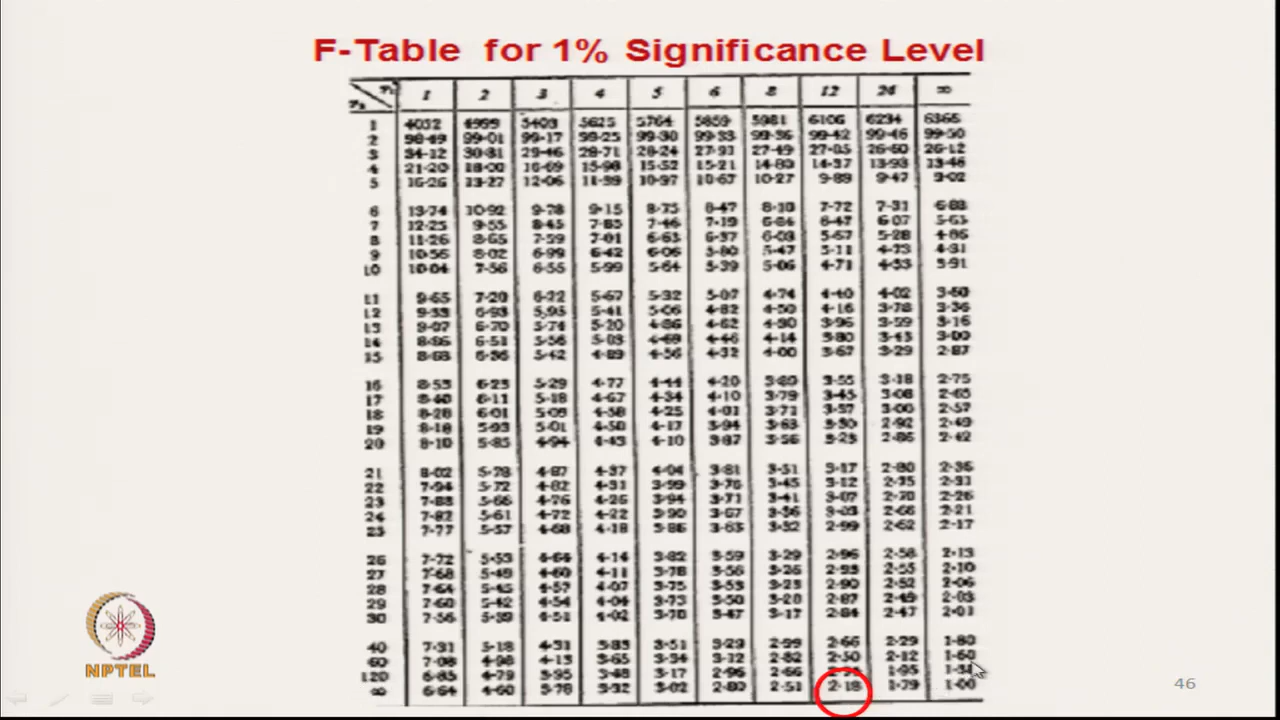 F-Table for 1% Significance Level
1 2 3 4 5 6 8 12 24 ∞
1 4052 4999 5403 5625 5764 5859 5981 6106 6234 6366
2 98·49 99·01 99·17 99·25 99·30 99·33 99·36 99·42 99·46 99·50
3 34·12 30·81 29·46 28·71 28·24 27·91 27·49 27·05 26·60 26·12
4 21·20 18·00 16·69 15·98 15·52 15·21 14·80 14·37 13·93 13·46
5 16·26 13·27 12·06 11·39 10·97 10·67 10·27 9·89 9·47 9·02
6 13·74 10·92 9·78 9·15 8·75 8·47 8·10 7·72 7·31 6·88
7 12·25 9·55 8·45 7·85 7·46 7·19 6·84 6·47 6·07 5·65
8 11·26 8·65 7·59 7·01 6·63 6·37 6·03 5·67 5·28 4·86
9 10·56 8·02 6·99 6·42 6·06 5·80 5·47 5·11 4·73 4·31
10 10·04 7·56 6·55 5·99 5·64 5·39 5·06 4·71 4·33 3·91
11 9·65 7·20 6·22 5·67 5·32 5·07 4·74 4·40 4·02 3·60
12 9·33 6·93 5,95 5·41 5·06 4·82 4·50 4·16 3·78 3·36
13 9·07 6·70 5·74 5·20 4·86 4·62 4·30 3·96 3·59 3·16
14 8·86 6·51 5·56 5·03 4·69 4·46 4·14 3·80 3·43 3·00
15 8·68 6·36 5·42 4·89 4·56 4·32 4·00 3·67 3·29 2·87
16 8·53 6·23 5·29 4·77 4·44 4·20 3·89 3·55 3·18 2·75
17 8·40 6·11 5·18 4·67 4·34 4·10 3·79 3·45 3·08 2·65
18 8·28 6·01 5·09 4·58 4·25 4·01 3·71 3·37 3·00 2·57
19 8·18 5·93 5·01 4·50 4·17 3·94 3·63 3·30 2·92 2·49
20 8·10 5·85 4·94 4·43 4·10 3·87 3·56 3·23 2·86 2·42
21 8·02 5·78 4·87 4·37 4·04 3·81 3·51 3·17 2·80 2·36
22 7·94 5·72 4·82 4·31 3·99 3·76 3·45 3·12 2·75 2·31
23 7·88 5·66 4·76 4·26 3·94 3·71 3·41 3·07 2·70 2·26
24 7·82 5·61 4·72 4·22 3·90 3·67 3·36 3·03 2·66 2·21
25 7·77 5·57 4·68 4·18 3·86 3·63 3·32 2·99 2·62 2·17
26 7·72 5·53 4·64 4·14 3·82 3·59 3·29 2·96 2·58 2·13
27 7·68 5·49 4·60 4·11 3·78 3·56 3·26 2·93 2·55 2·10
28 7·64 5·45 4·57 4·07 3·75 3·53 3·23 2·90 2·52 2·06
29 7·60 5·42 4·54 4·04 3·73 3·50 3·20 2·87 2·49 2·03
30 7·56 5·39 4·51 4·02 3·70 3·47 3·17 2·84 2·47 2·01
40 7·31 5·18 4·31 3·83 3·51 3·29 2·99 2·66 2·29 1·80
60 7·08 4·98 4·13 3·65 3·34 3·12 2·82 2·50 2·12 1·60
120 6·85 4·79 3·95 3·48 3·17 2·96 2·66 1·95
∞ 6·64 4·60 3·78 3·32 3·02 2·80 2·51 2·18 1·79 1·00
NPTEL
46